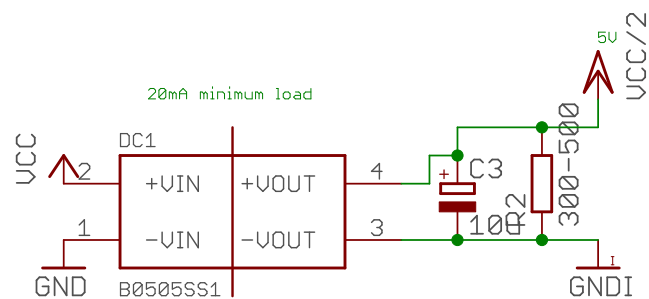 5V
VCC/2
20mA minimum load
DC1
VCC
2
+VIN
+VOUT
4
+
C3
300-500
R2
1
-VIN
-VOUT
3
10u
GND
B0505SS1
I
GNDI